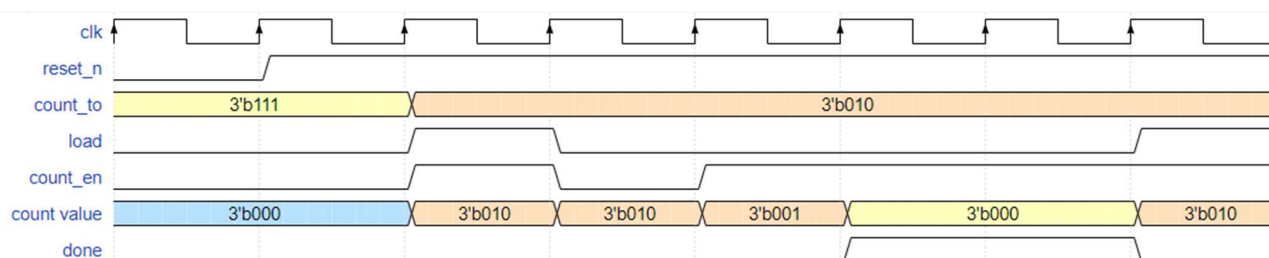 clk
reset_n
count_to 3'b111 3'b010
load
count_en
count value 3'b000 3'b010 3'b010 3'b001 3'b000 3'b010
done